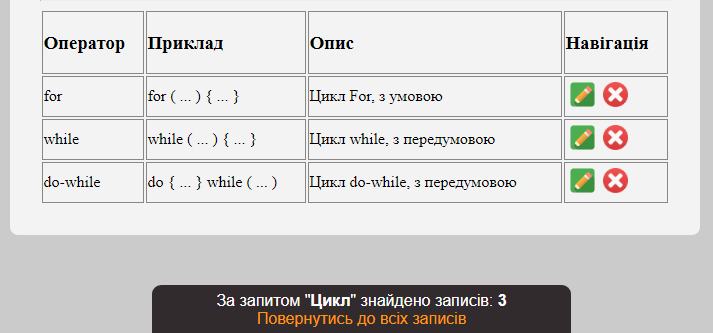 Оператор Приклад Опис Навігація
for for ( ... ) { ... } Цикл For, з умовою
while while ( ... ) { ... } Цикл while, з передумовою
do-while do { ... } while ( ... ) Цикл do-while, з передумовою
За запитом "Цикл" знайдено записів: 3
Повернутись до всіх записів